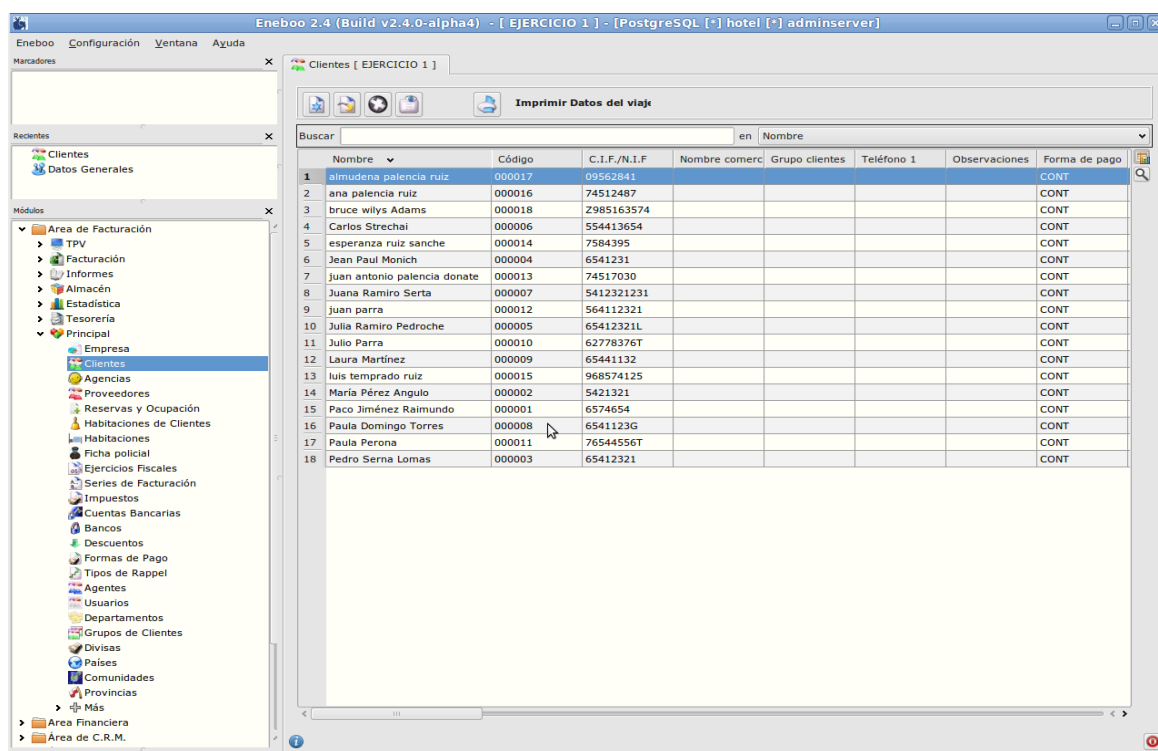 Eneboo 2.4 (Build v2.4.0-alpha4) - [ EJERCICIO 1 ] - [PostgreSQL [*] hotel [*] adminserver]
Eneboo Configuración Ventana Ayuda
Marcadores
Recientes
Clientes
Datos Generales
Módulos
Area de Facturación
TPV
Facturación
Informes
Almacén
Estadística
Tesorería
Principal
Empresa
Clientes
Agencias
Proveedores
Reservas y Ocupación
Habitaciones de Clientes
Habitaciones
Ficha policial
Ejercicios Fiscales
Series de Facturación
Impuestos
Cuentas Bancarias
Bancos
Descuentos
Formas de Pago
Tipos de Rappel
Agentes
Usuarios
Departamentos
Grupos de Clientes
Divisas
Países
Comunidades
Provincias
Más
Area Financiera
Área de C.R.M.
Clientes [ EJERCICIO 1 ]
Imprimir Datos del viaje
Buscar en Nombre
Nombre Código C.I.F./N.I.F Nombre comerc Grupo clientes Teléfono 1 Observaciones Forma de pago
1 almudena palencia ruiz 000017 09562841 CONT
2 ana palencia ruiz 000016 74512487 CONT
3 bruce wilys Adams 000018 Z985163574 CONT
4 Carlos Strechai 000006 554413654 CONT
5 esperanza ruiz sanche 000014 7584395 CONT
6 Jean Paul Monich 000004 6541231 CONT
7 juan antonio palencia donate 000013 74517030 CONT
8 Juana Ramiro Serta 000007 5412321231 CONT
9 juan parra 000012 564112321 CONT
10 Julia Ramiro Pedroche 000005 65412321L CONT
11 Julio Parra 000010 62778376T CONT
12 Laura Martínez 000009 65441132 CONT
13 luis temprado ruiz 000015 968574125 CONT
14 María Pérez Angulo 000002 5421321 CONT
15 Paco Jiménez Raimundo 000001 6574654 CONT
16 Paula Domingo Torres 000008 6541123G CONT
17 Paula Perona 000011 76544556T CONT
18 Pedro Serna Lomas 000003 65412321 CONT